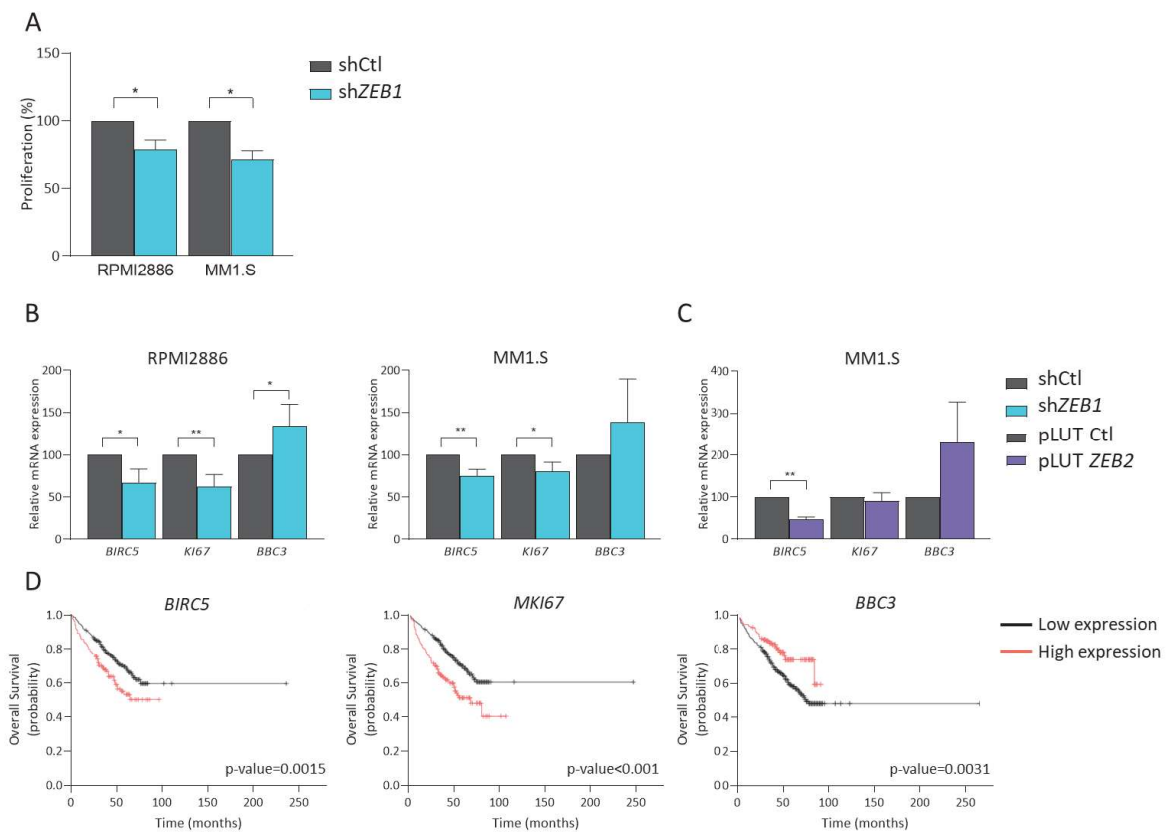 A
150
100
50
0
Proliferation (%)
*
*
RPMI2886
MM1.S
shCtl
shZEB1
B
RPMI2886
200
150
100
50
0
Relative mRNA expression
*
**
*
BIRC5
KI67
BBC3
MM1.S
200
150
100
50
0
Relative mRNA expression
**
*
BIRC5
KI67
BBC3
C
MM1.S
400
300
200
100
0
Relative mRNA expression
**
BIRC5
KI67
BBC3
shCtl
shZEB1
pLUT Ctl
pLUT ZEB2
D
BIRC5
1.0
0.8
0.6
0.4
0.2
0.0
Overall Survival
(probability)
p-value=0.0015
0 50 100 150 200 250
Time (months)
MKI67
1.0
0.8
0.6
0.4
0.2
0.0
Overall Survival
(probability)
p-value<0.001
0 50 100 150 200 250
Time (months)
BBC3
1.0
0.8
0.6
0.4
0.2
0.0
Overall Survival
(probability)
p-value=0.0031
0 50 100 150 200 250
Time (months)
Low expression
High expression